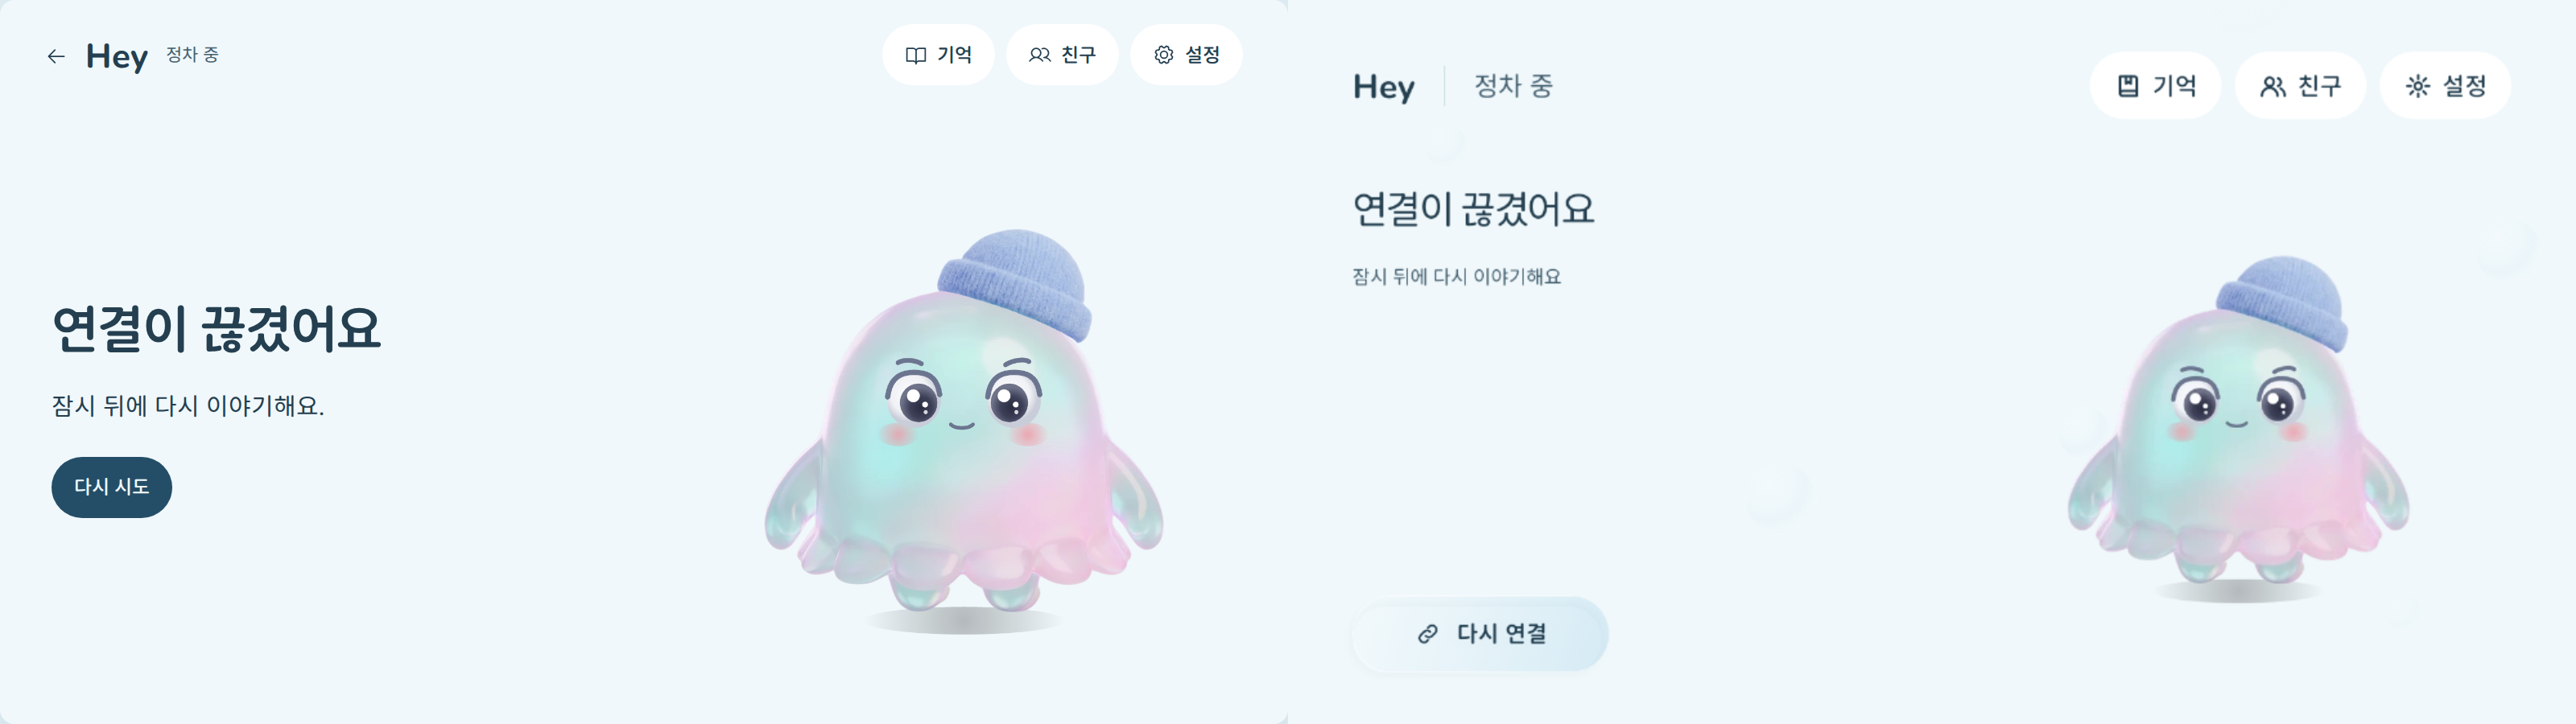 Hey 정차 중
기억 친구 설정
연결이 끊겼어요
잠시 뒤에 다시 이야기해요.
다시 시도
Hey 정차 중
기억 친구 설정
연결이 끊겼어요
잠시 뒤에 다시 이야기해요
다시 연결